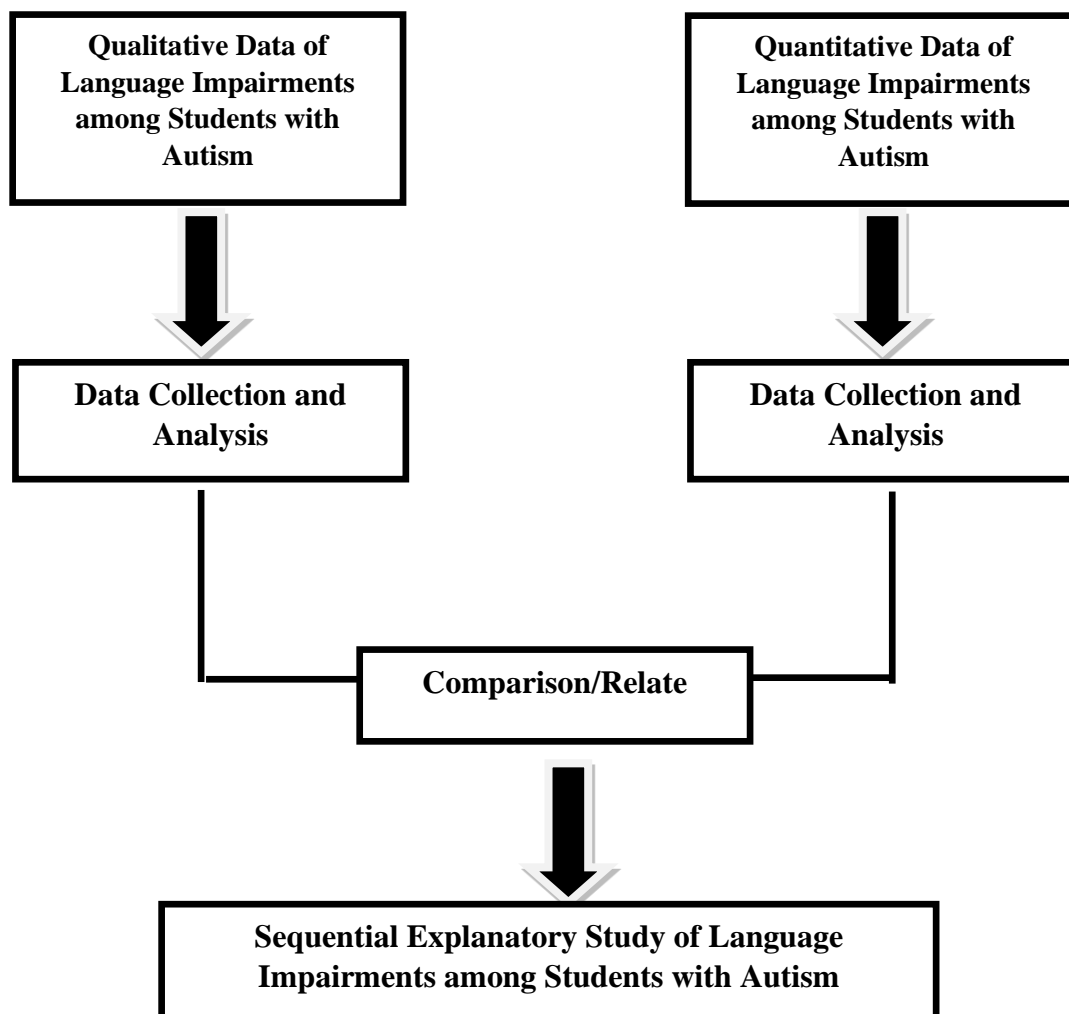 Qualitative Data of
Language Impairments
among Students with
Autism
Quantitative Data of
Language Impairments
among Students with
Autism
Data Collection and
Analysis
Data Collection and
Analysis
Comparison/Relate
Sequential Explanatory Study of Language
Impairments among Students with Autism